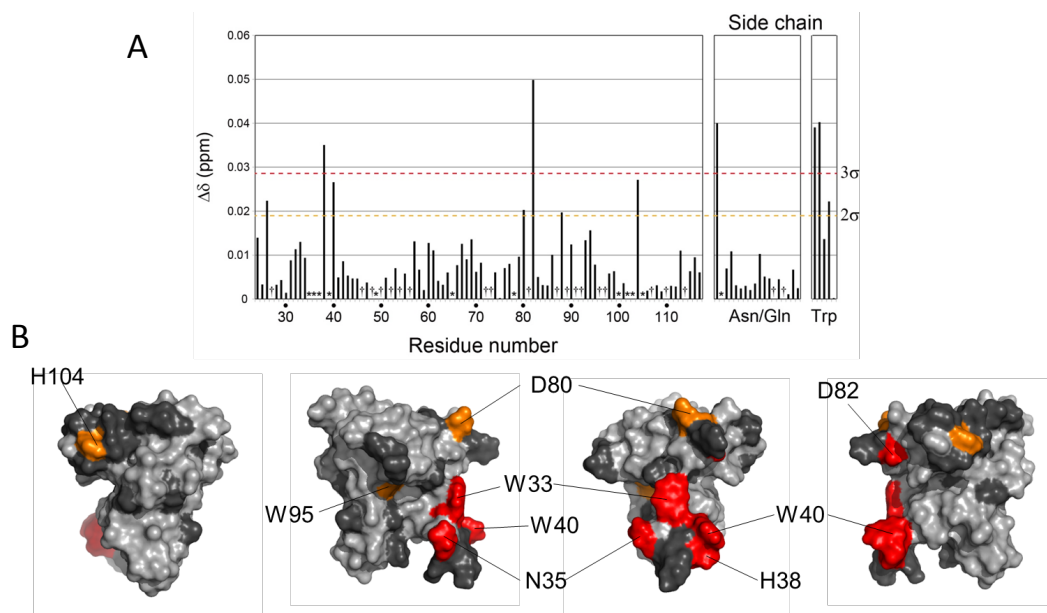 A
Side chain
0.06
0.05
0.04
0.03
0.02
0.01
0
Δδ (ppm)
3σ
2σ
30 40 50 60 70 80 90 100 110
Asn/Gln
Trp
Residue number
B
H104
D80
D82
W33
W95
W40
W40
N35
H38